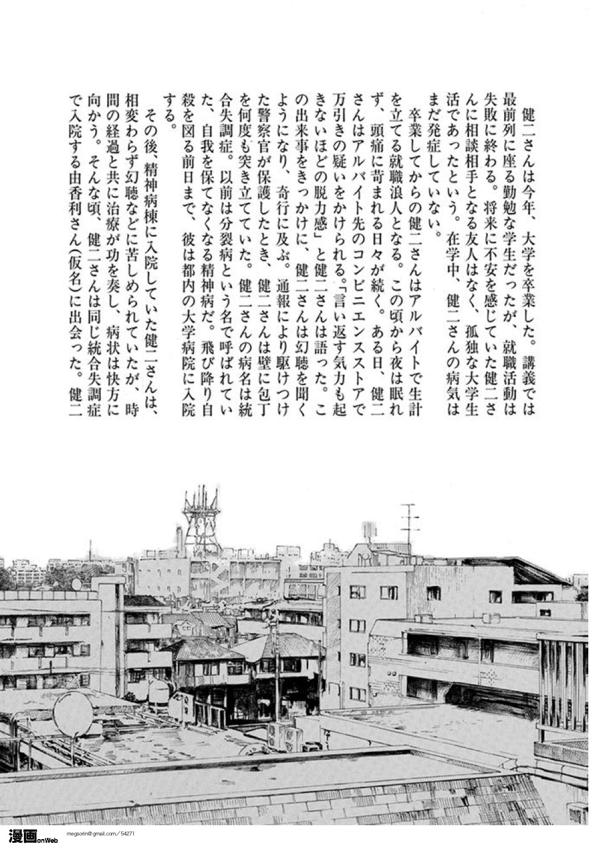 健二さんは今年、大学を卒業した。講義では
最前列に座る勤勉な学生だったが、就職活動は
失敗に終わる。将来に不安を感じていた健二さ
んに相談相手となる友人はなく、孤独な大学生
活であったという。在学中、健二さんの病気は
まだ発症していない。
卒業してからの健二さんはアルバイトで生計
を立てる就職浪人となる。この頃から夜は眠れ
ず、頭痛に苛まれる日々が続く。ある日、健二
さんはアルバイト先のコンビニエンスストアで
万引きの疑いをかけられる。「言い返す気力も起
きないほどの脱力感」と健二さんは語った。こ
の出来事をきっかけに、健二さんは幻聴を聞く
ようになり、奇行に及ぶ。通報により駆けつけ
た警察官が保護したとき、健二さんは壁に包丁
を何度も突き立てていた。健二さんの病名は統
合失調症。以前は分裂病という名で呼ばれてい
た、自我を保てなくなる精神病だ。飛び降り自
殺を図る前日まで、彼は都内の大学病院に入院
する。
その後、精神病棟に入院していた健二さんは、
相変わらず幻聴などに苦しめられていたが、時
間の経過と共に治療が功を奏し、病状は快方に
向かう。そんな頃、健二さんは同じ統合失調症
で入院する由香利さん(仮名)に出会った。健二
漫画 on Web
megaorin@gmail.com/54271